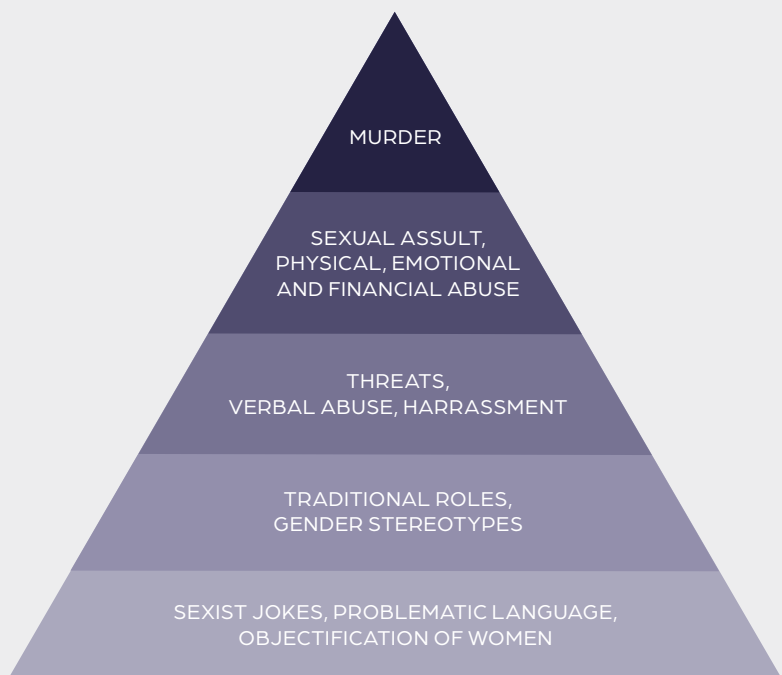 MURDER
SEXUAL ASSULT,
PHYSICAL, EMOTIONAL
AND FINANCIAL ABUSE
THREATS,
VERBAL ABUSE, HARRASSMENT
TRADITIONAL ROLES,
GENDER STEREOTYPES
SEXIST JOKES, PROBLEMATIC LANGUAGE,
OBJECTIFICATION OF WOMEN